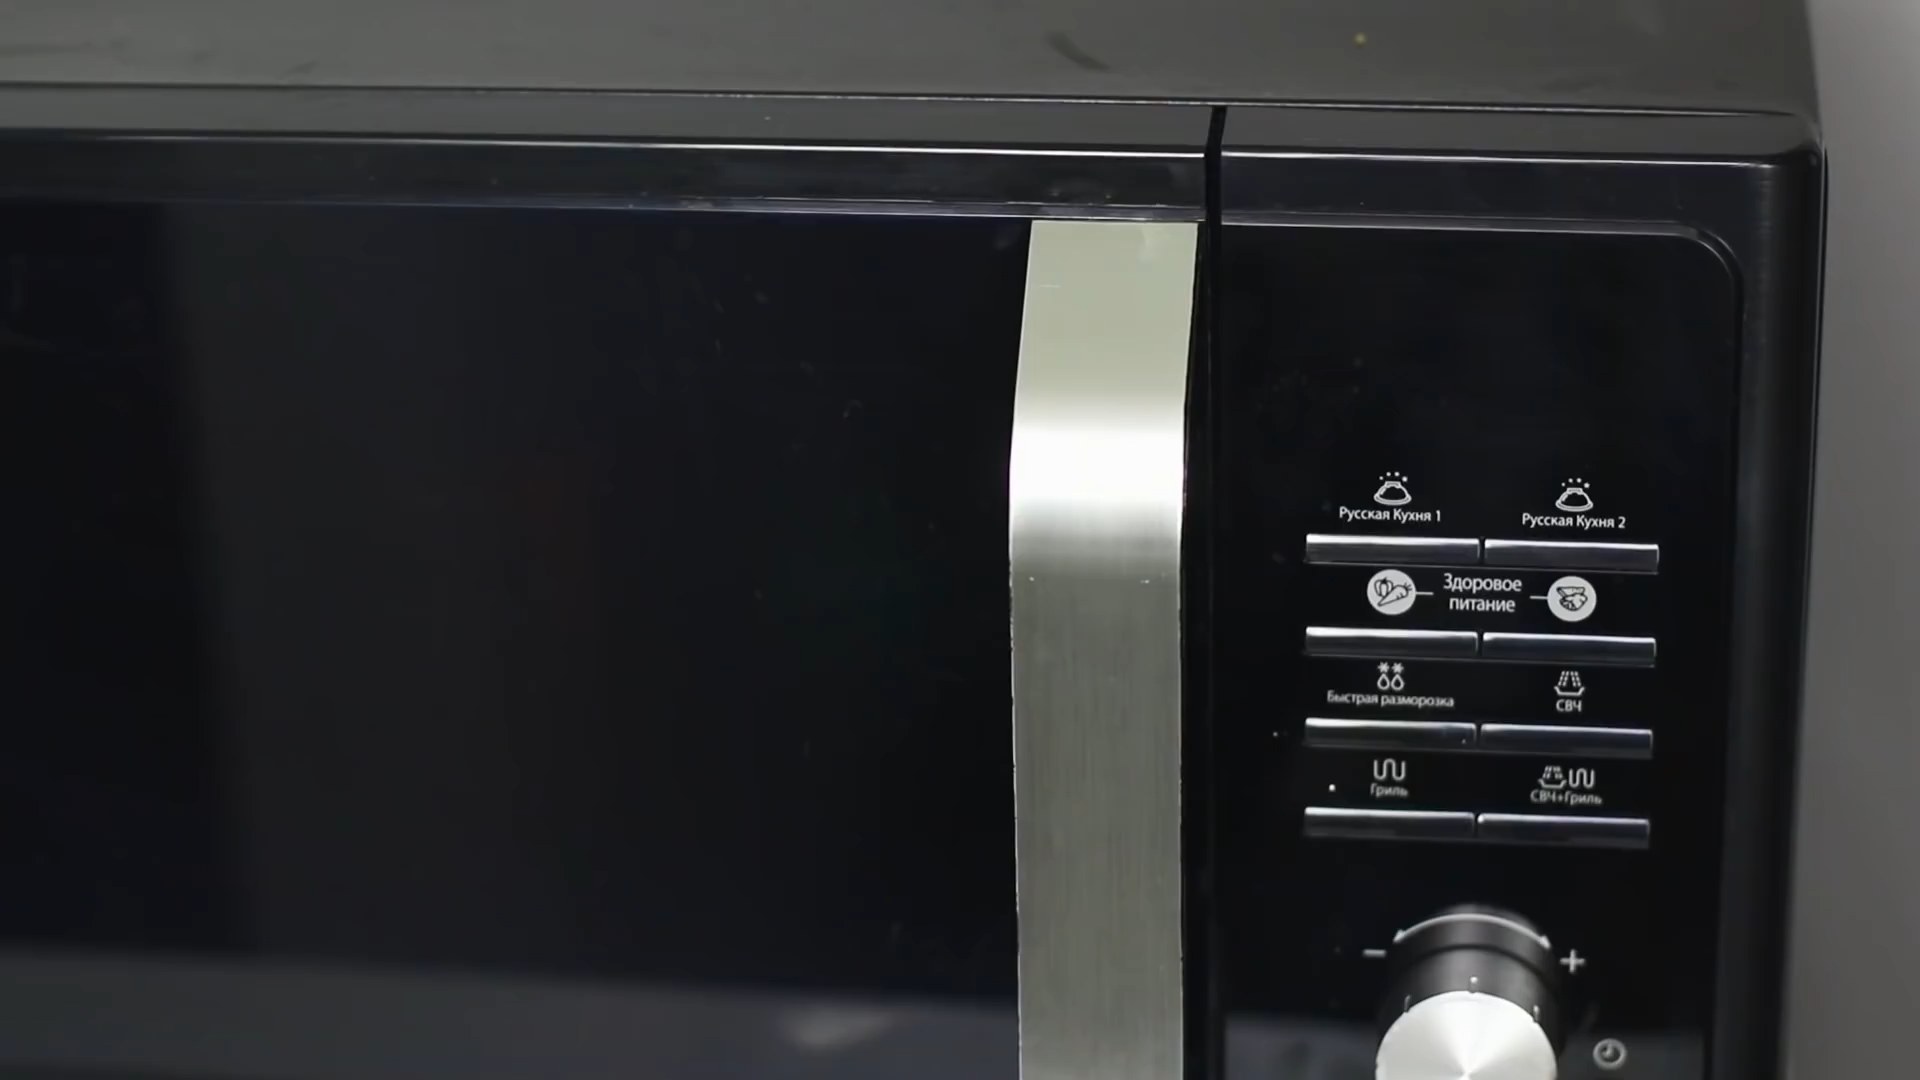 Русская Кухня 1
Русская Кухня 2
Здоровое
питание
Быстрая разморозка
СВЧ
Гриль
СВЧ+Гриль
− +